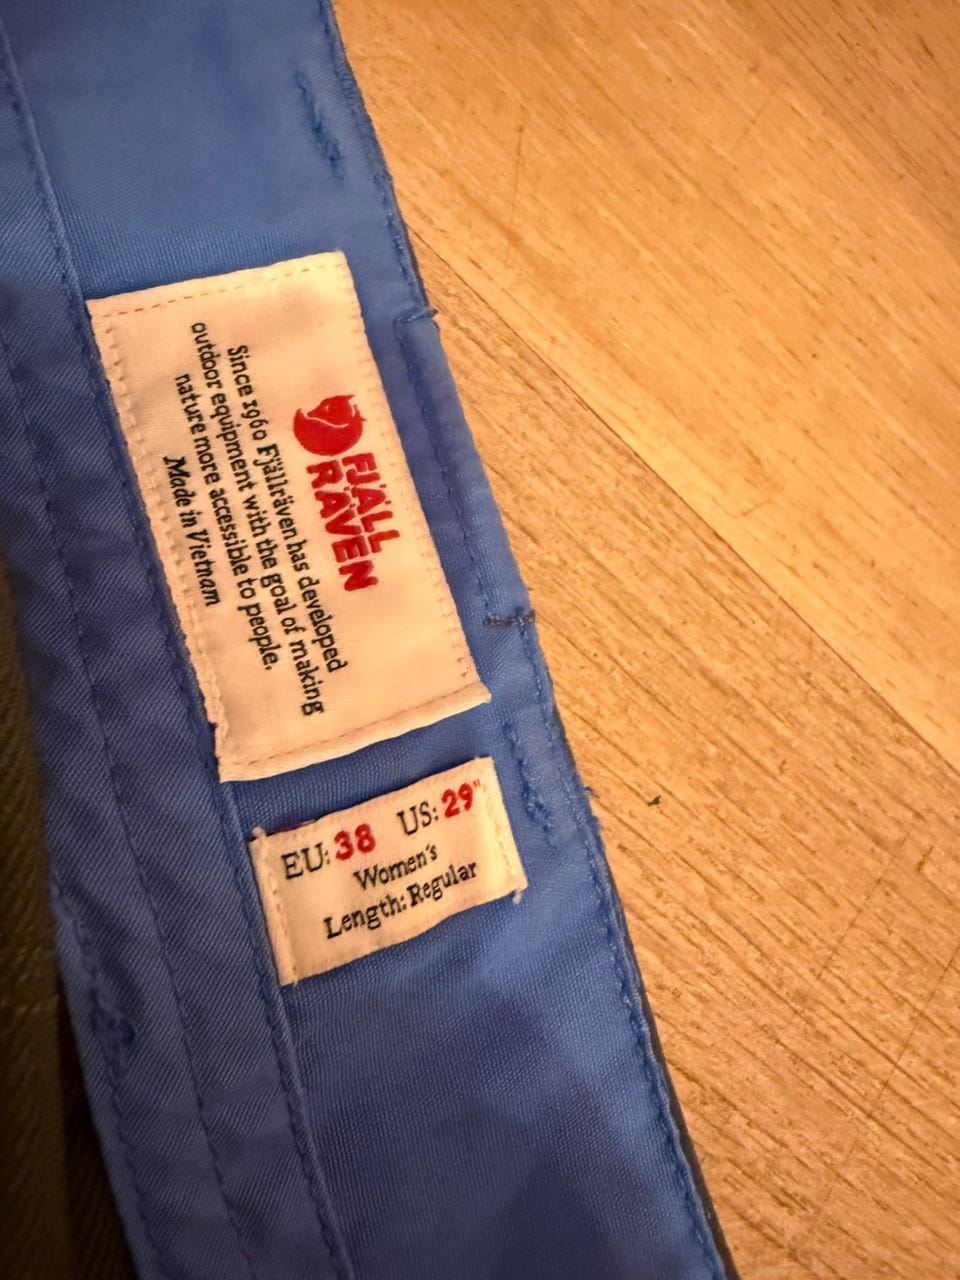 FJÄLL
RÄVEN
Since 1960 Fjällräven has developed
outdoor equipment with the goal of making
nature more accessible to people.
Made in Vietnam
EU: 38 US: 29"
Women's
Length: Regular